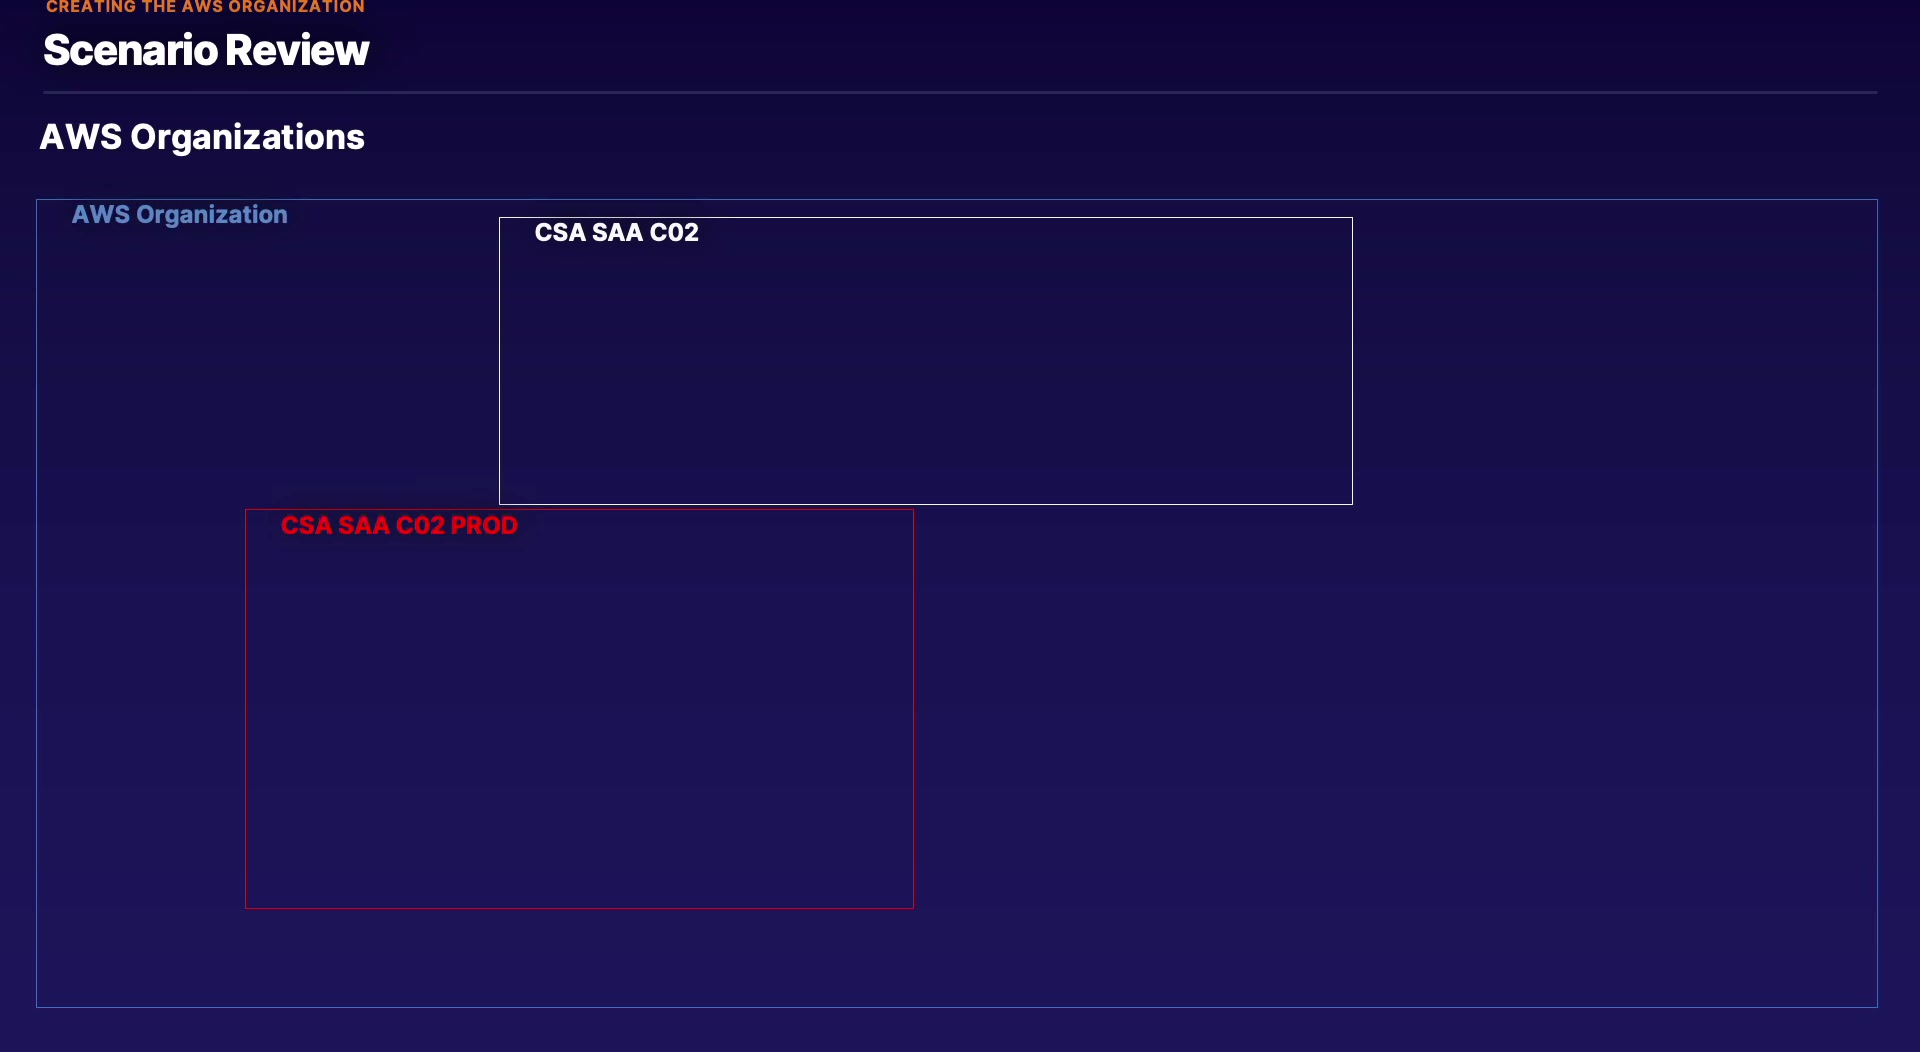 CREATING THE AWS ORGANIZATION
Scenario Review
AWS Organizations
AWS Organization
CSA SAA C02
CSA SAA C02 PROD